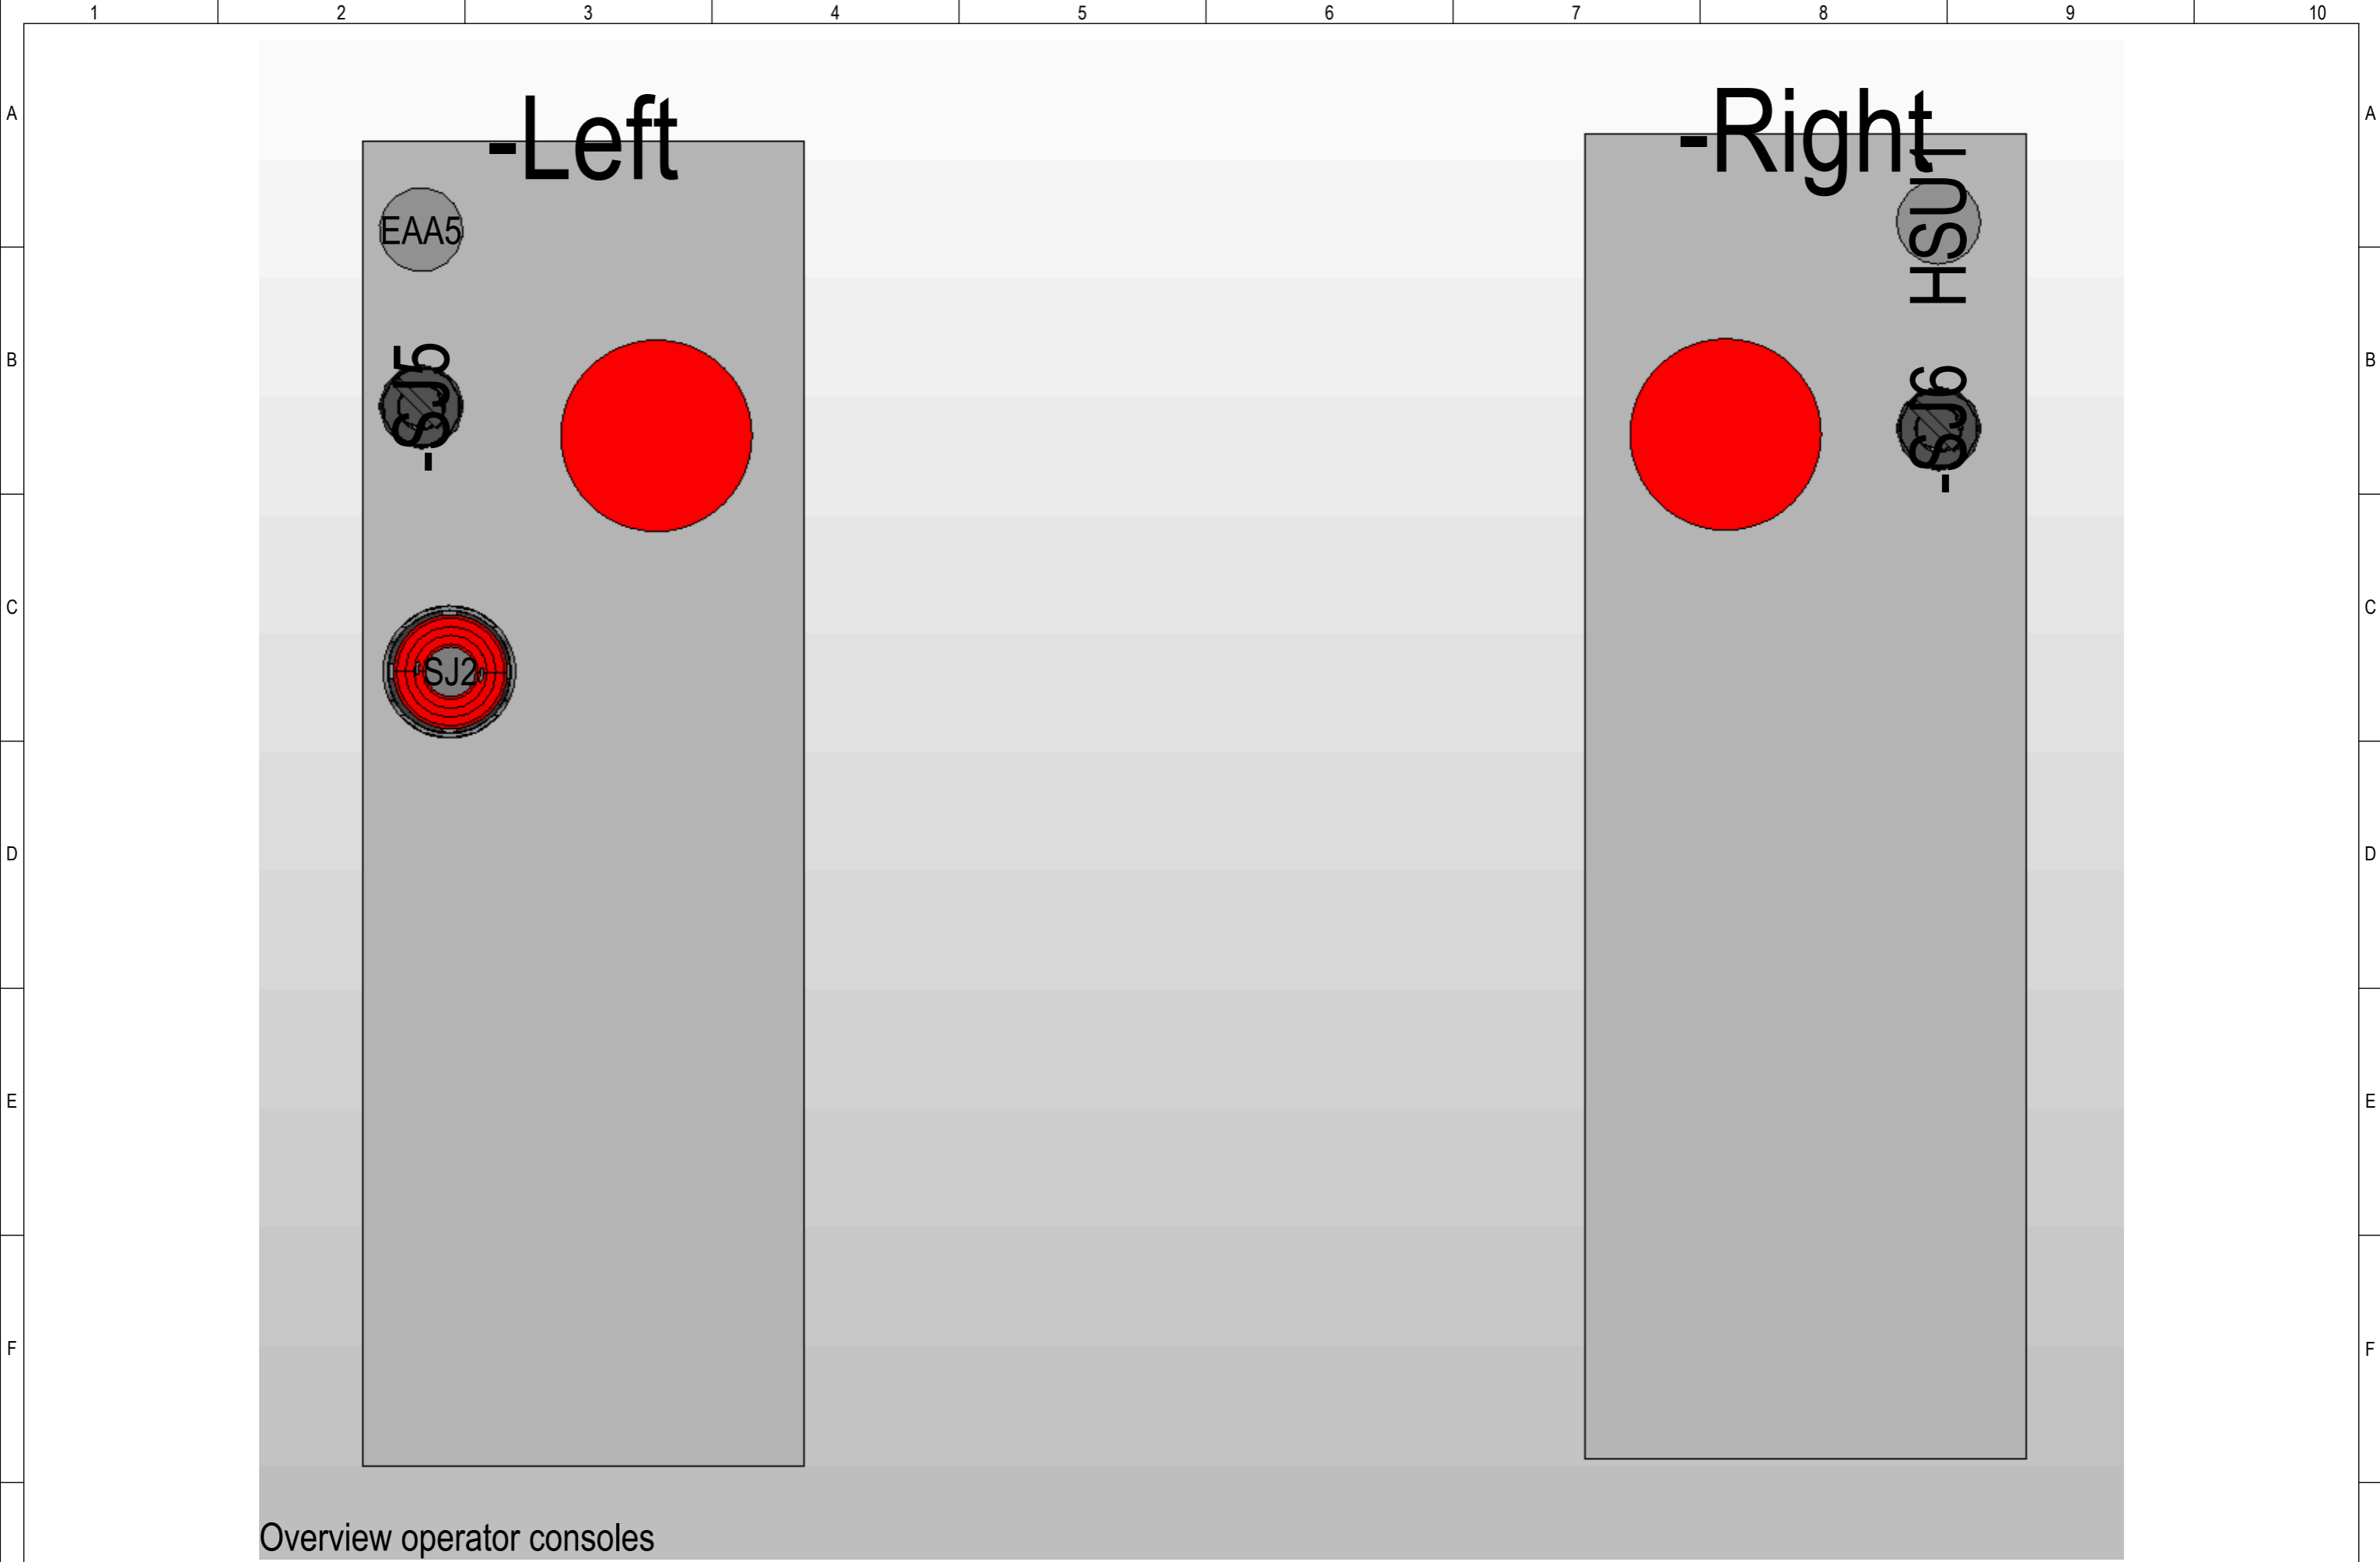 1 2 3 4 5 6 7 8 9 10
A A
-Left -Right
EAA5
B B
-SJ5
-SJ6
C C
SJ2
D D
E E
F F
Overview operator consoles